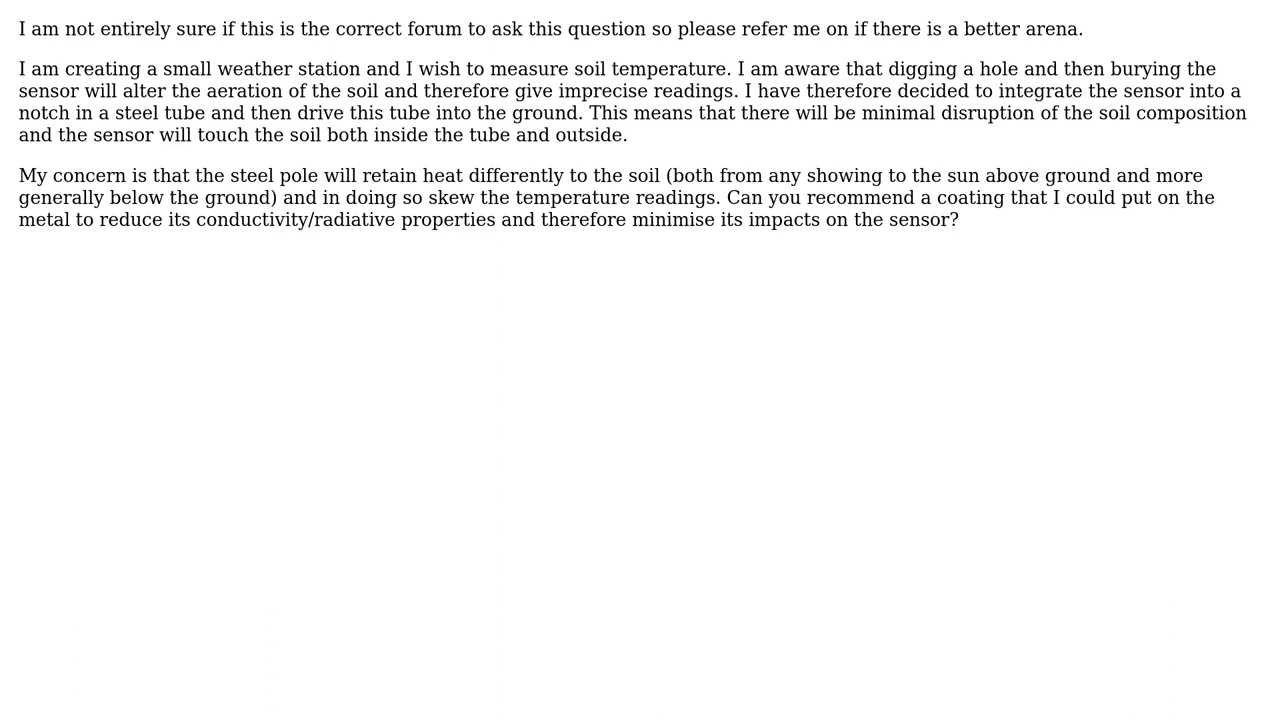 I am not entirely sure if this is the correct forum to ask this question so please refer me on if there is a better arena.
I am creating a small weather station and I wish to measure soil temperature. I am aware that digging a hole and then burying the
sensor will alter the aeration of the soil and therefore give imprecise readings. I have therefore decided to integrate the sensor into a
notch in a steel tube and then drive this tube into the ground. This means that there will be minimal disruption of the soil composition
and the sensor will touch the soil both inside the tube and outside.
My concern is that the steel pole will retain heat differently to the soil (both from any showing to the sun above ground and more
generally below the ground) and in doing so skew the temperature readings. Can you recommend a coating that I could put on the
metal to reduce its conductivity/radiative properties and therefore minimise its impacts on the sensor?